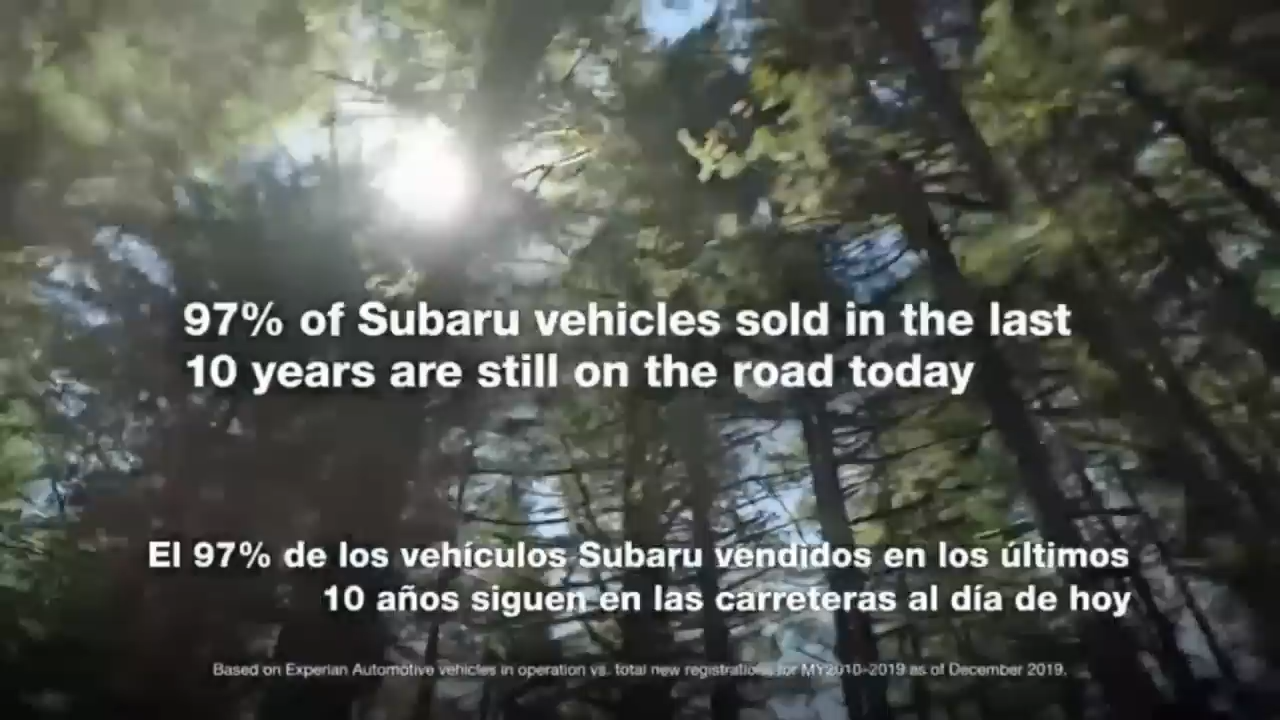 97% of Subaru vehicles sold in the last
10 years are still on the road today
El 97% de los vehículos Subaru vendidos en los últimos
10 años siguen en las carreteras al día de hoy
Based on Experian Automotive vehicles in operation vs. total new registrations for MY2010-2019 as of December 2019.